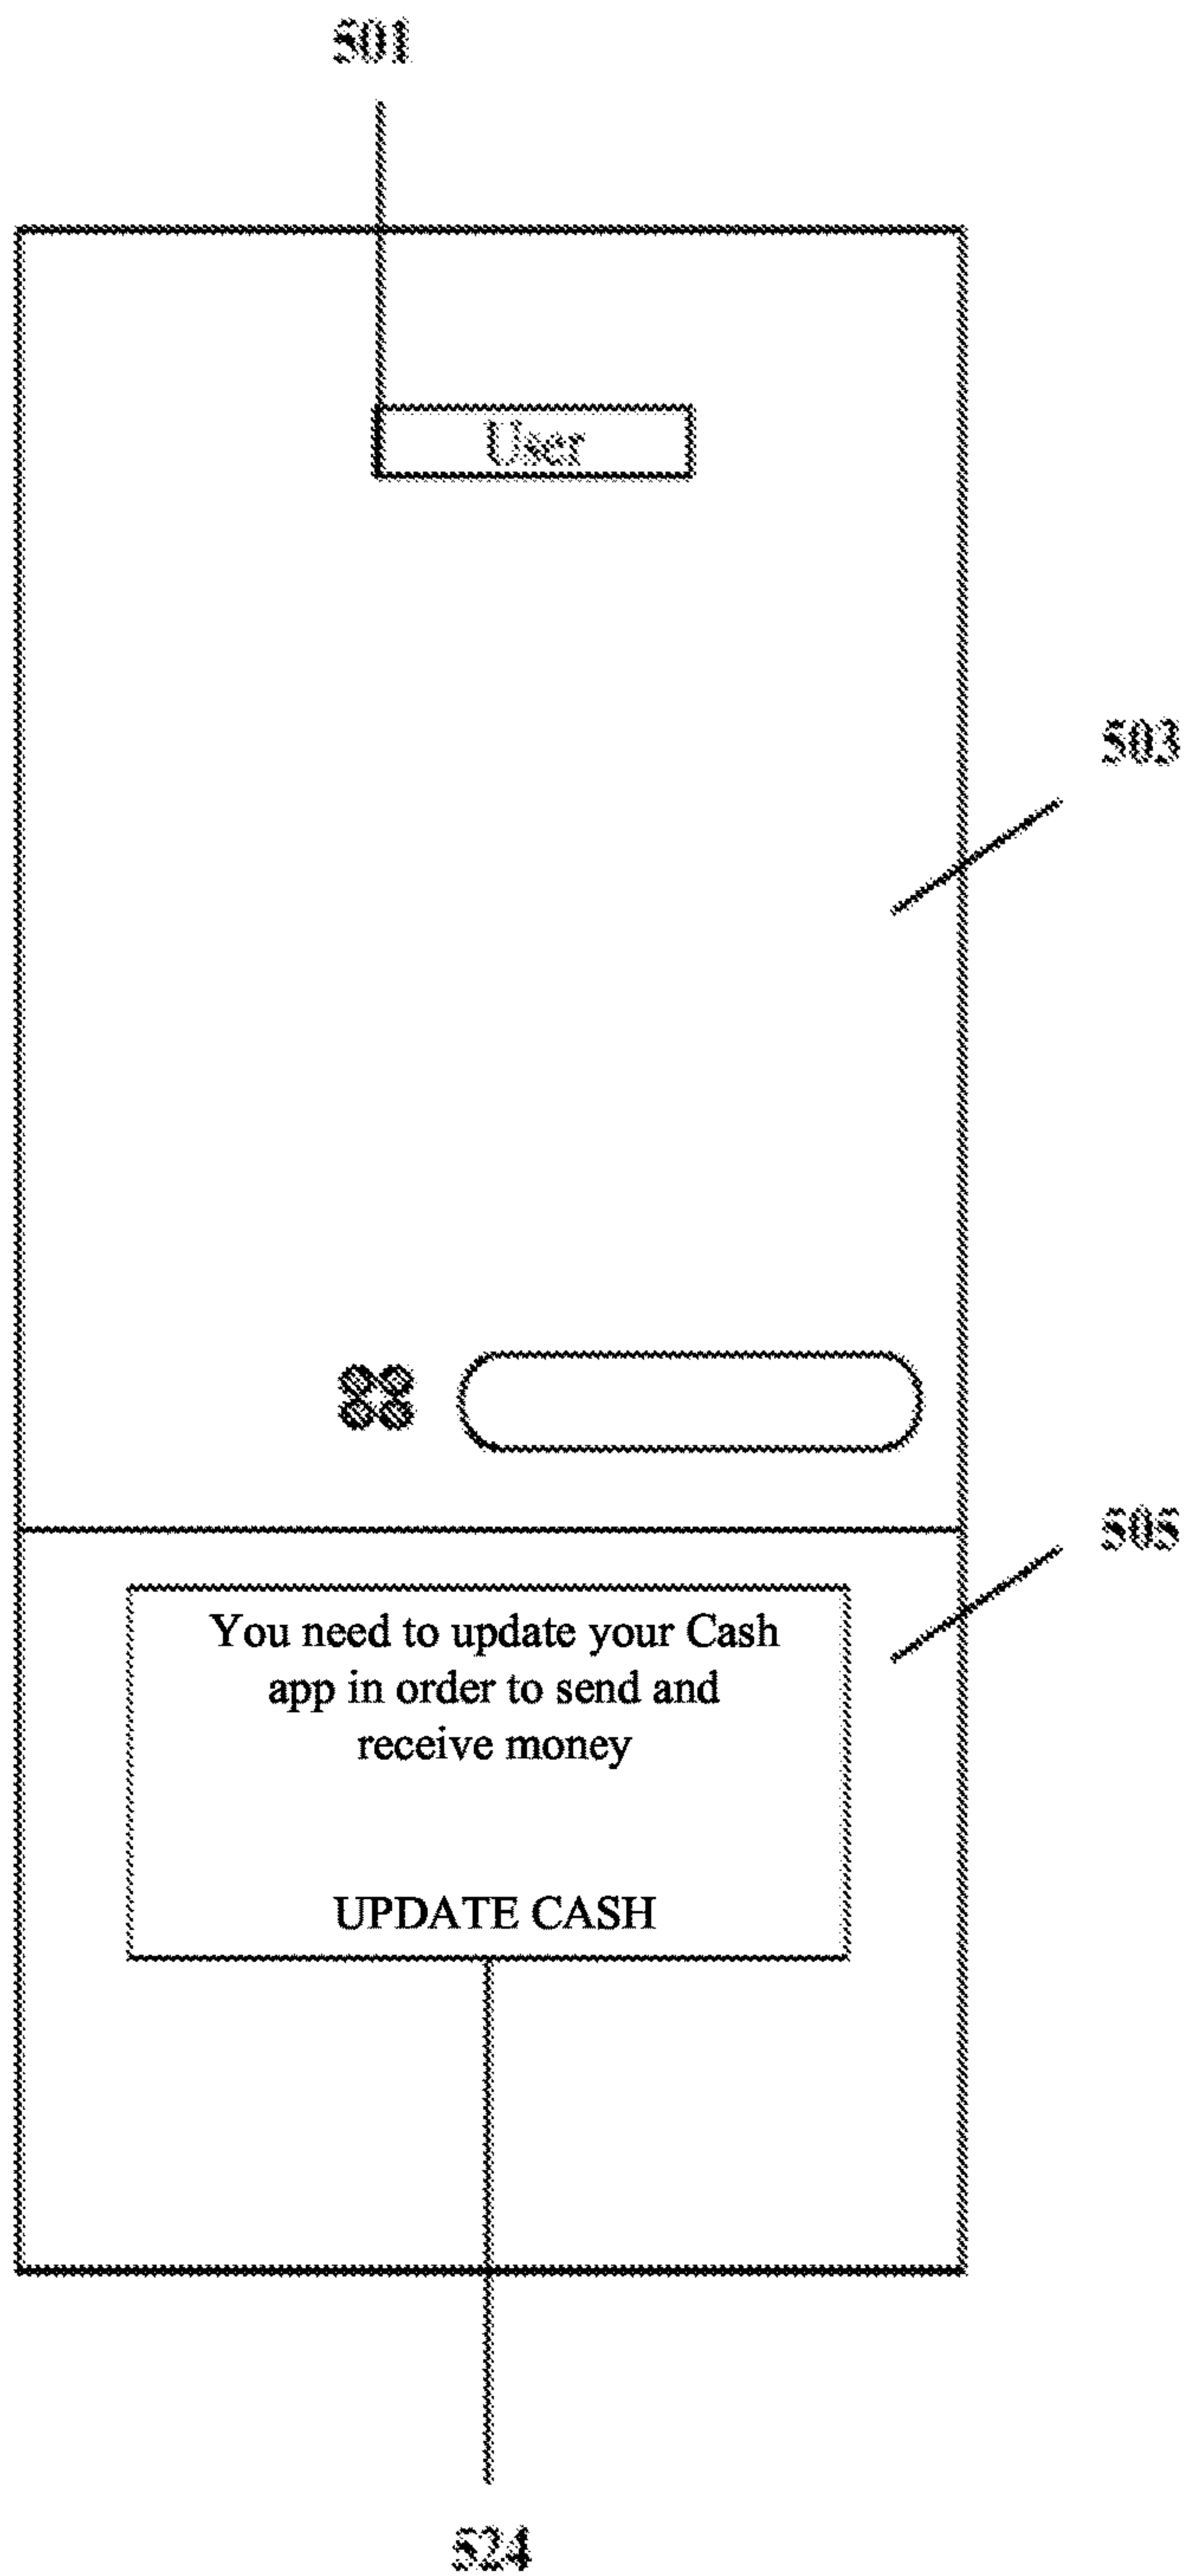 501
User
503
505
You need to update your Cash
app in order to send and
receive money
UPDATE CASH
524